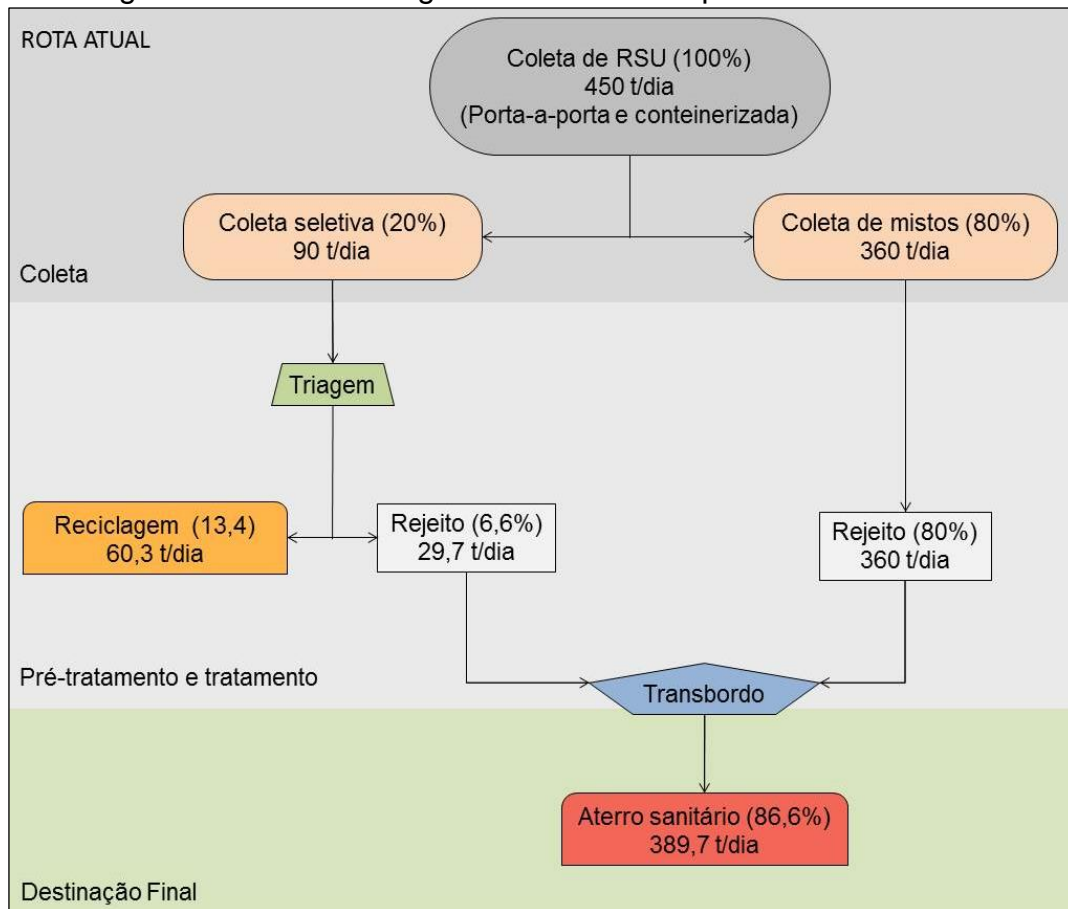 ROTA ATUAL
Coleta de RSU (100%)
450 t/dia
(Porta-a-porta e conteinerizada)
Coleta seletiva (20%)
90 t/dia
Coleta de mistos (80%)
360 t/dia
Coleta
Triagem
Reciclagem (13,4)
60,3 t/dia
Rejeito (6,6%)
29,7 t/dia
Rejeito (80%)
360 t/dia
Pré-tratamento e tratamento
Transbordo
Aterro sanitário (86,6%)
389,7 t/dia
Destinação Final